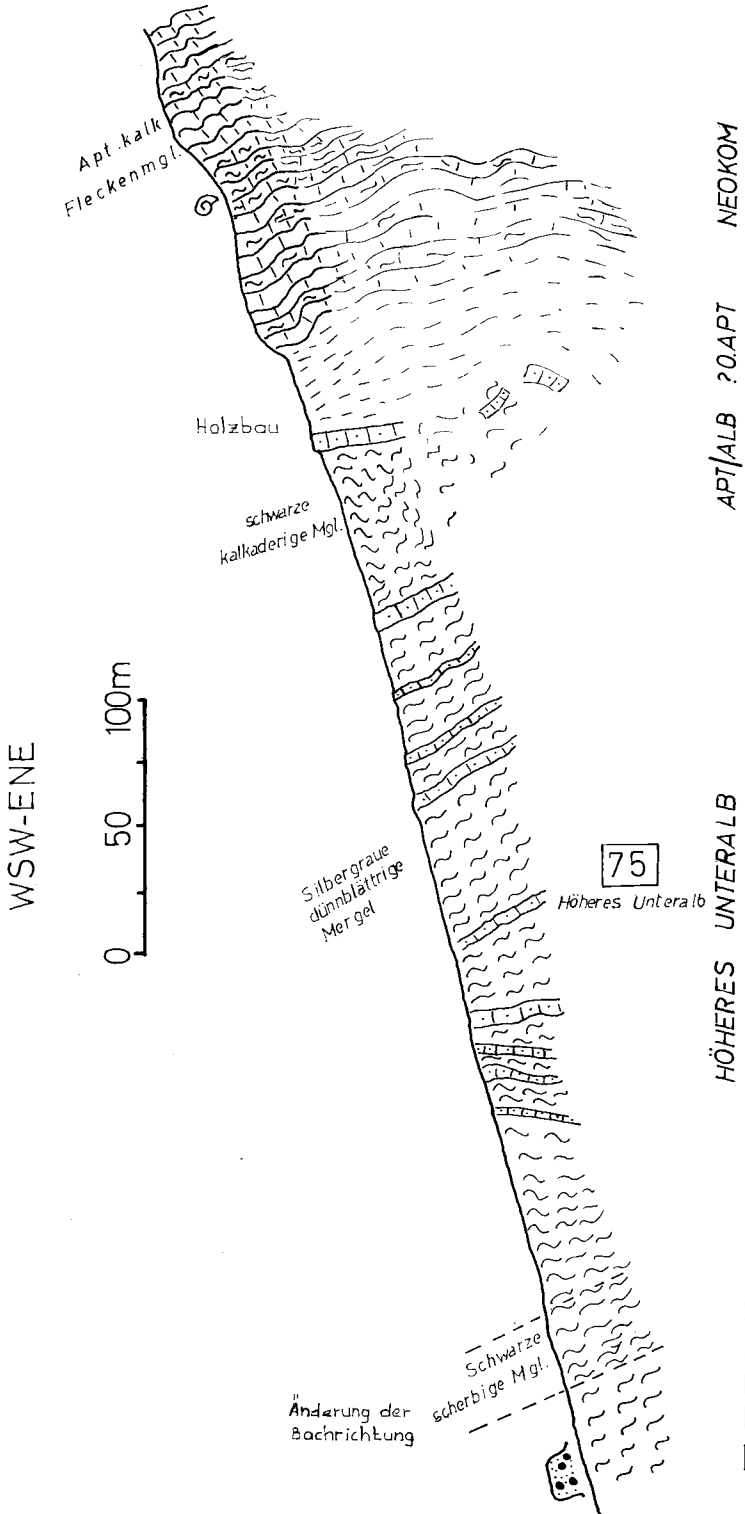 Apt.kalk
Fleckenmgl.
NEOKOM
APT/ALB ?O.APT
Holzbau
schwarze
kalkaderige Mgl.
WSW-ENE
100m
50
0
Silbergraue
dünnblättrige
Mergel
75
Höheres Unteralb
HÖHERES UNTERALB
Schwarze
scherbige Mgl.
Änderung der
Bachrichtung